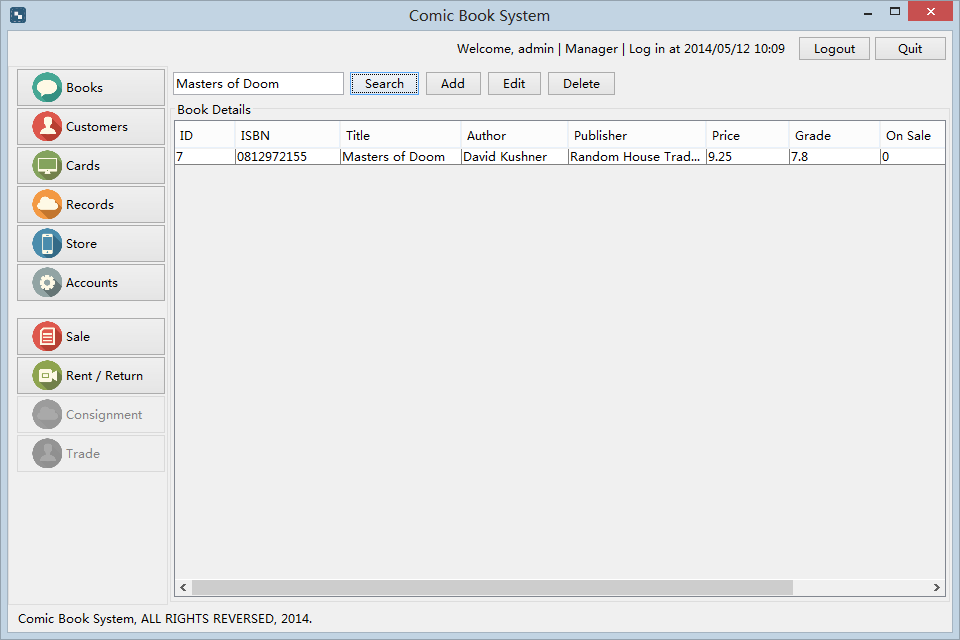 Comic Book System
Welcome, admin | Manager | Log in at 2014/05/12 10:09 Logout Quit
Books
Customers
Cards
Records
Store
Accounts
Sale
Rent / Return
Consignment
Trade
Masters of Doom Search Add Edit Delete
Book Details
ID ISBN Title Author Publisher Price Grade On Sale
7 0812972155 Masters of Doom David Kushner Random House Trad... 9.25 7.8 0
Comic Book System, ALL RIGHTS REVERSED, 2014.